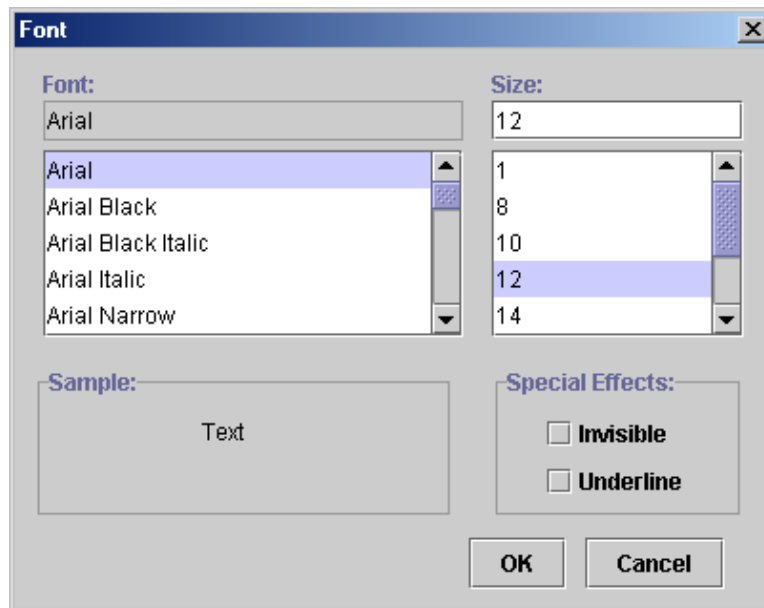 Font
Font:
Arial
Arial
Arial Black
Arial Black Italic
Arial Italic
Arial Narrow
Size:
12
1
8
10
12
14
Sample:
Text
Special Effects:
Invisible
Underline
OK
Cancel